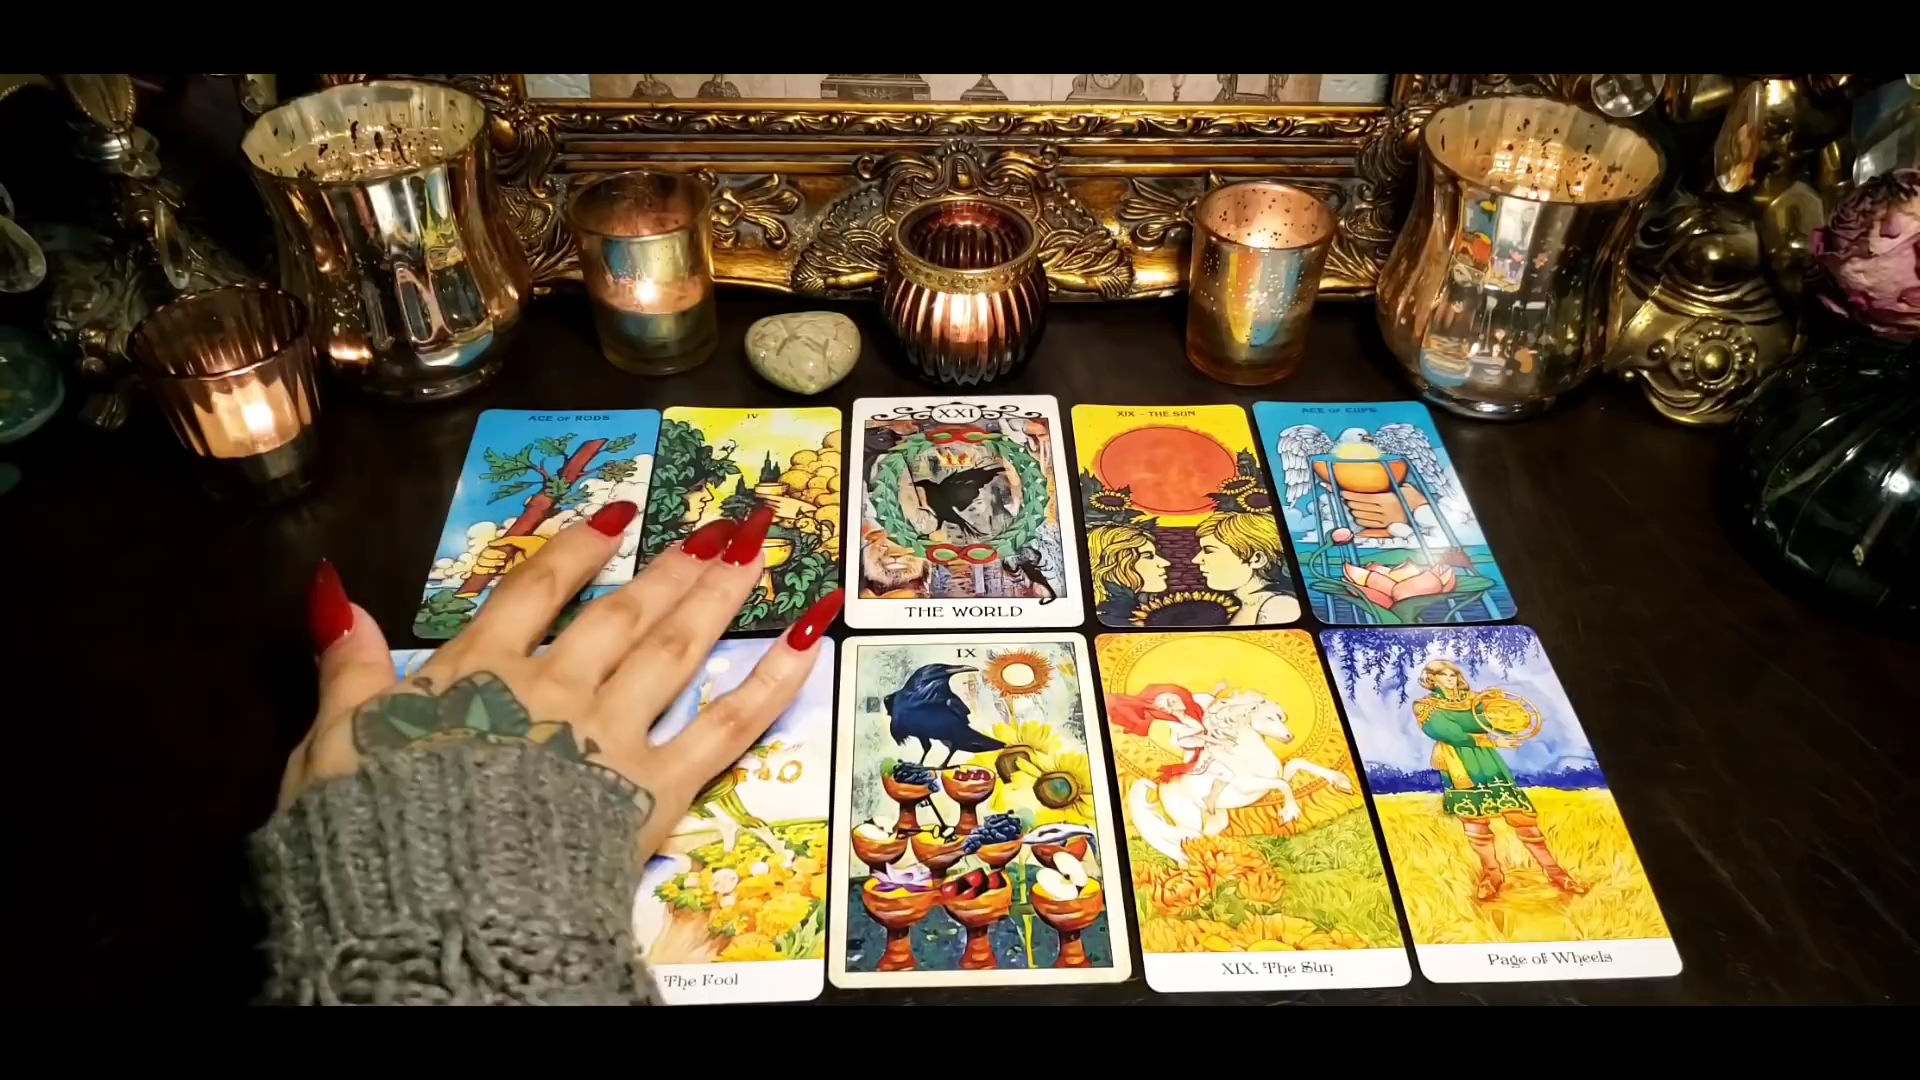 ACE OF RODS
IV
XXI
XIX - THE SUN
ACE OF CUPS
THE WORLD
IX
The Fool
XIX. The Sun
Page of Wheels